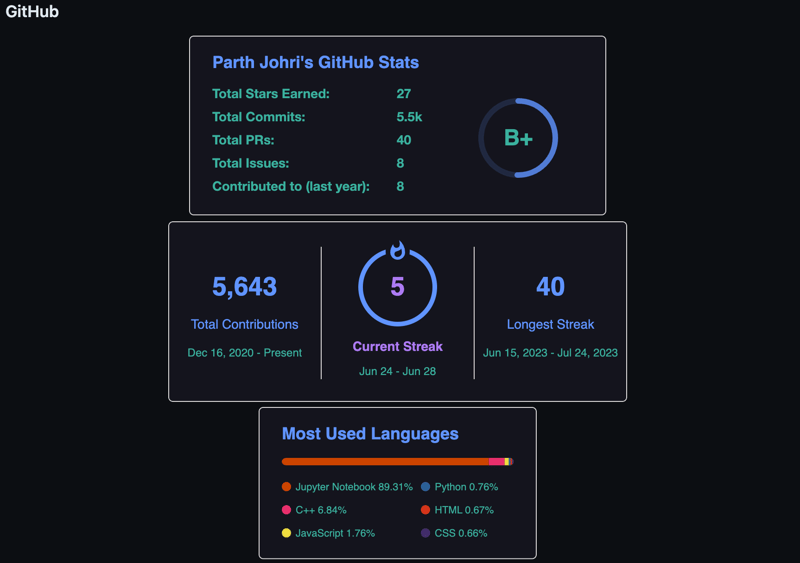 GitHub
Parth Johri's GitHub Stats
Total Stars Earned: 27
Total Commits: 5.5k
Total PRs: 40
Total Issues: 8
Contributed to (last year): 8
B+
5,643
Total Contributions
Dec 16, 2020 - Present
5
Current Streak
Jun 24 - Jun 28
40
Longest Streak
Jun 15, 2023 - Jul 24, 2023
Most Used Languages
Jupyter Notebook 89.31%
Python 0.76%
C++ 6.84%
HTML 0.67%
JavaScript 1.76%
CSS 0.66%